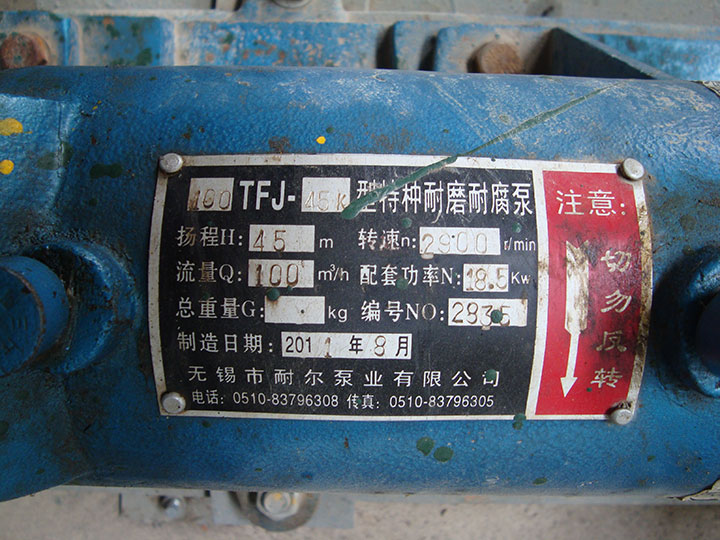 100 TFJ- 45K 型特种耐磨耐腐泵
扬程H: 45 m 转速n: 2900 r/min
流量Q: 100 m³/h 配套功率N: 18.5 Kw
总重量G: kg 编号NO: 2835
制造日期: 2011 年 8 月
无锡市耐尔泵业有限公司
电话: 0510-83796308 传真: 0510-83796305
注意:
切勿反转